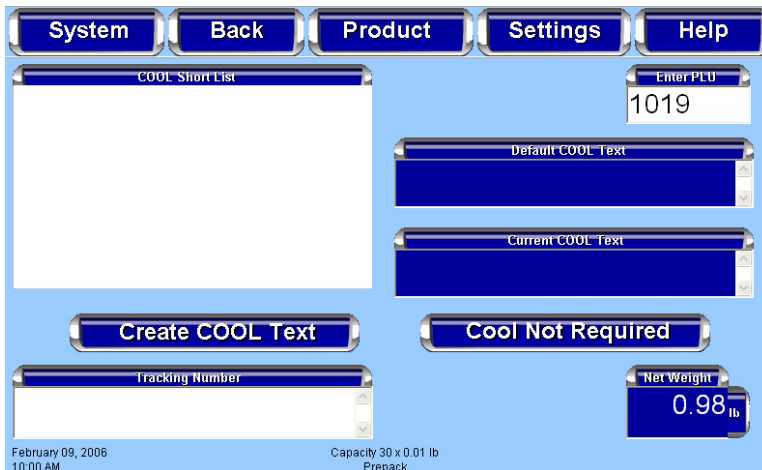 System Back Product Settings Help
COOL Short List
Enter PLU
1019
Default COOL Text
Current COOL Text
Create COOL Text
Cool Not Required
Tracking Number
Net Weight
0.98 lb
February 09, 2006
Capacity 30 x 0.01 lb
10:00 AM
Prepack